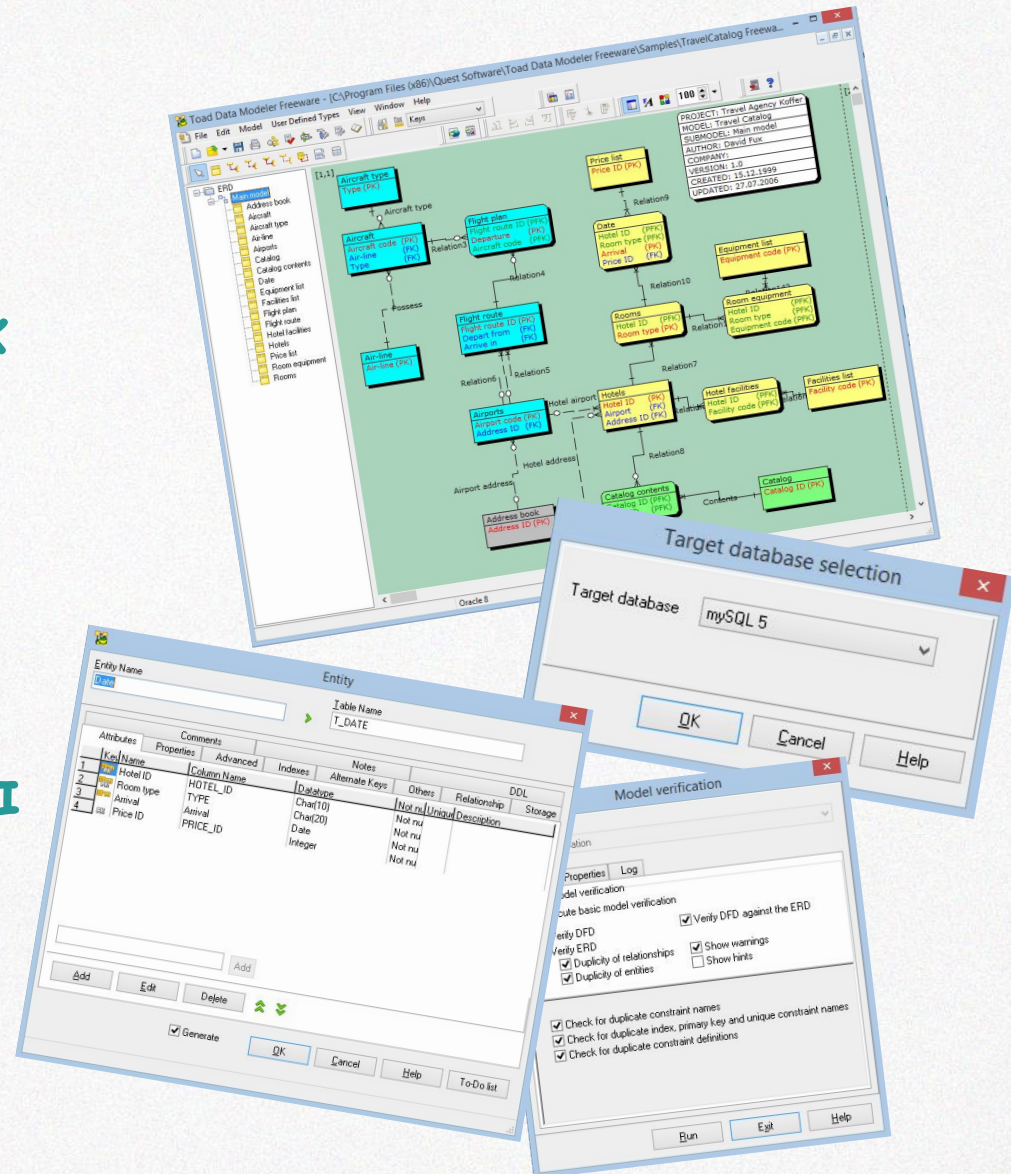 Toad Data Modeler Freeware - [C:\Program Files (x86)\Quest Software\Toad Data Modeler Freeware\Samples\TravelCatalog Freewa...
File Edit Model User Defined Types View Window Help
Keys
100
ERD
Main model
Address book
Aircraft
Aircraft type
Air-line
Airports
Catalog
Catalog contents
Date
Equipment list
Facilities list
Flight plan
Flight route
Hotel facilities
Hotels
Price list
Room equipment
Rooms
[1,1]
PROJECT: Travel Agency Koffer
MODEL: Travel Catalog
SUBMODEL: Main model
AUTHOR: David Fux
COMPANY:
VERSION: 1.0
CREATED: 15.12.1999
UPDATED: 27.07.2006
Aircraft type
Type (PK)
Aircraft type
Aircraft
Aircraft code (PK)
Air-line (FK)
Type (FK)
Relation3
Flight plan
Flight route ID (PFK)
Departure (PK)
Aircraft code (PFK)
Relation4
Possess
Air-line
Air-line (PK)
Flight route
Flight route ID (PK)
Depart from (FK)
Arrive in (FK)
Relation6
Relation5
Airports
Airport code (PK)
Address ID (FK)
Hotel airport
Hotel address
Airport address
Address book
Address ID (PK)
Price list
Price ID (PK)
Relation9
Date
Hotel ID (PFK)
Room type (PFK)
Arrival (PK)
Price ID (FK)
Relation10
Equipment list
Equipment code (PK)
Room equipment
Hotel ID (PFK)
Room type (PFK)
Equipment code (PFK)
Rooms
Hotel ID (PFK)
Room type (PK)
Relation7
Hotels
Hotel ID (PK)
Airport (FK)
Address ID (FK)
Hotel facilities
Hotel ID (PFK)
Facility code (PFK)
Facilities list
Facility code (PK)
Relation8
Catalog contents
Catalog ID (PFK)
(PFK)
Contents
Catalog
Catalog ID (PK)
Oracle 8
Target database selection
Target database
mySQL 5
OK
Cancel
Help
Entity
Entity Name
Date
Table Name
T_DATE
Comments
Notes
DDL
Attributes
Properties
Advanced
Indexes
Alternate Keys
Others
Relationship
Storage
Key Name Column Name Datatype Not nu Unique Description
1 Hotel ID HOTEL_ID Char(10) Not nu
2 Room type TYPE Char(20) Not nu
3 Arrival Arrival Date Not nu
4 Price ID PRICE_ID Integer Not nu
Add
Add
Edit
Delete
Generate
OK
Cancel
Help
To-Do list
Model verification
Properties
Log
verification
basic model verification
DFD
Verify DFD against the ERD
ERD
Duplicity of relationships
Show warnings
Duplicity of entities
Show hints
Check for duplicate constraint names
Check for duplicate index, primary key and unique constraint names
Check for duplicate constraint definitions
Run
Exit
Help